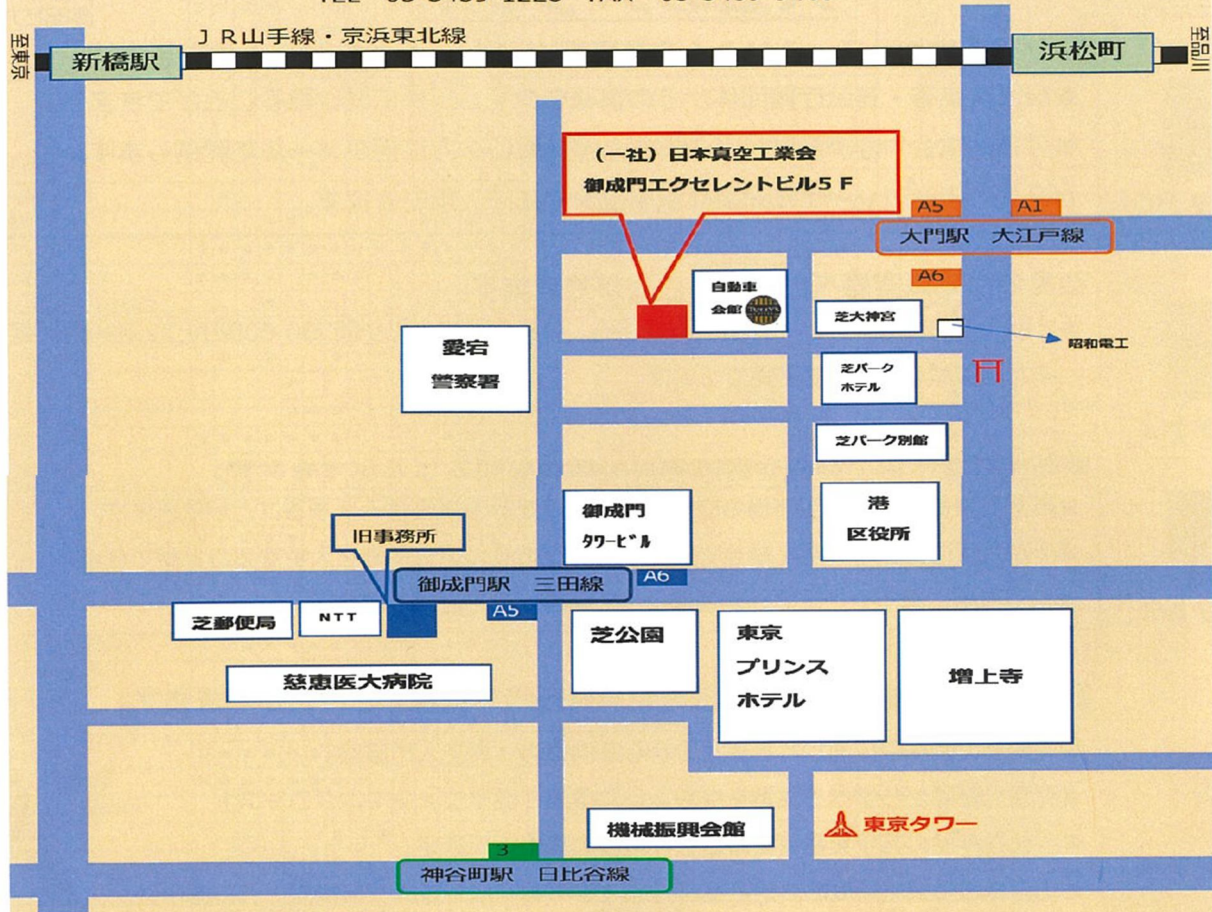 ＪＲ山手線・京浜東北線
至東京
新橋駅
浜松町
至品川
（一社）日本真空工業会
御成門エクセレントビル５Ｆ
A5
A1
大門駅　大江戸線
A6
自動車
会館
芝大神宮
昭和電工
愛宕
警察署
芝パーク
ホテル
芝パーク別館
御成門
ﾀﾜｰﾋﾞﾙ
港
区役所
旧事務所
御成門駅　三田線
A6
A5
芝郵便局
ＮＴＴ
芝公園
東京
プリンス
ホテル
増上寺
慈恵医大病院
機械振興会館
東京タワー
3
神谷町駅　日比谷線